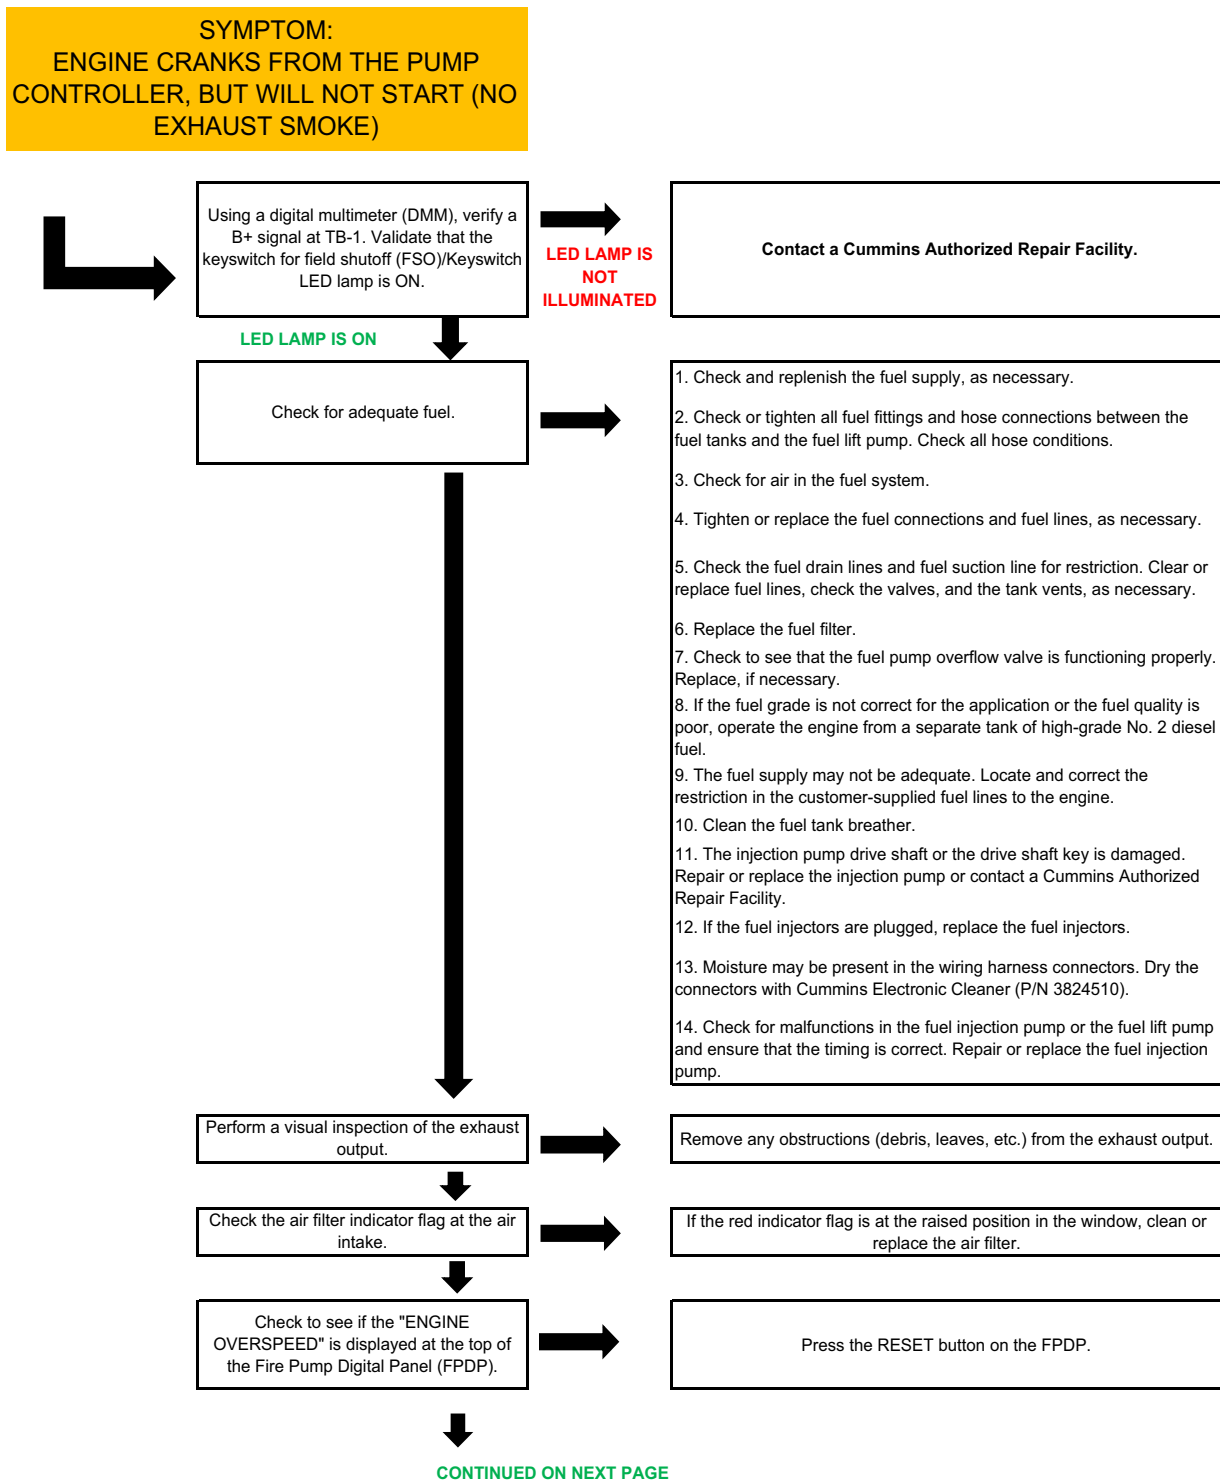 SYMPTOM:
ENGINE CRANKS FROM THE PUMP
CONTROLLER, BUT WILL NOT START (NO
EXHAUST SMOKE)
Using a digital multimeter (DMM), verify a
B+ signal at TB-1. Validate that the
keyswitch for field shutoff (FSO)/Keyswitch
LED lamp is ON.
LED LAMP IS
NOT
ILLUMINATED
Contact a Cummins Authorized Repair Facility.
LED LAMP IS ON
Check for adequate fuel.
1. Check and replenish the fuel supply, as necessary.
2. Check or tighten all fuel fittings and hose connections between the
fuel tanks and the fuel lift pump. Check all hose conditions.
3. Check for air in the fuel system.
4. Tighten or replace the fuel connections and fuel lines, as necessary.
5. Check the fuel drain lines and fuel suction line for restriction. Clear or
replace fuel lines, check the valves, and the tank vents, as necessary.
6. Replace the fuel filter.
7. Check to see that the fuel pump overflow valve is functioning properly.
Replace, if necessary.
8. If the fuel grade is not correct for the application or the fuel quality is
poor, operate the engine from a separate tank of high-grade No. 2 diesel
fuel.
9. The fuel supply may not be adequate. Locate and correct the
restriction in the customer-supplied fuel lines to the engine.
10. Clean the fuel tank breather.
11. The injection pump drive shaft or the drive shaft key is damaged.
Repair or replace the injection pump or contact a Cummins Authorized
Repair Facility.
12. If the fuel injectors are plugged, replace the fuel injectors.
13. Moisture may be present in the wiring harness connectors. Dry the
connectors with Cummins Electronic Cleaner (P/N 3824510).
14. Check for malfunctions in the fuel injection pump or the fuel lift pump
and ensure that the timing is correct. Repair or replace the fuel injection
pump.
Perform a visual inspection of the exhaust
output.
Remove any obstructions (debris, leaves, etc.) from the exhaust output.
Check the air filter indicator flag at the air
intake.
If the red indicator flag is at the raised position in the window, clean or
replace the air filter.
Check to see if the "ENGINE
OVERSPEED" is displayed at the top of
the Fire Pump Digital Panel (FPDP).
Press the RESET button on the FPDP.
CONTINUED ON NEXT PAGE